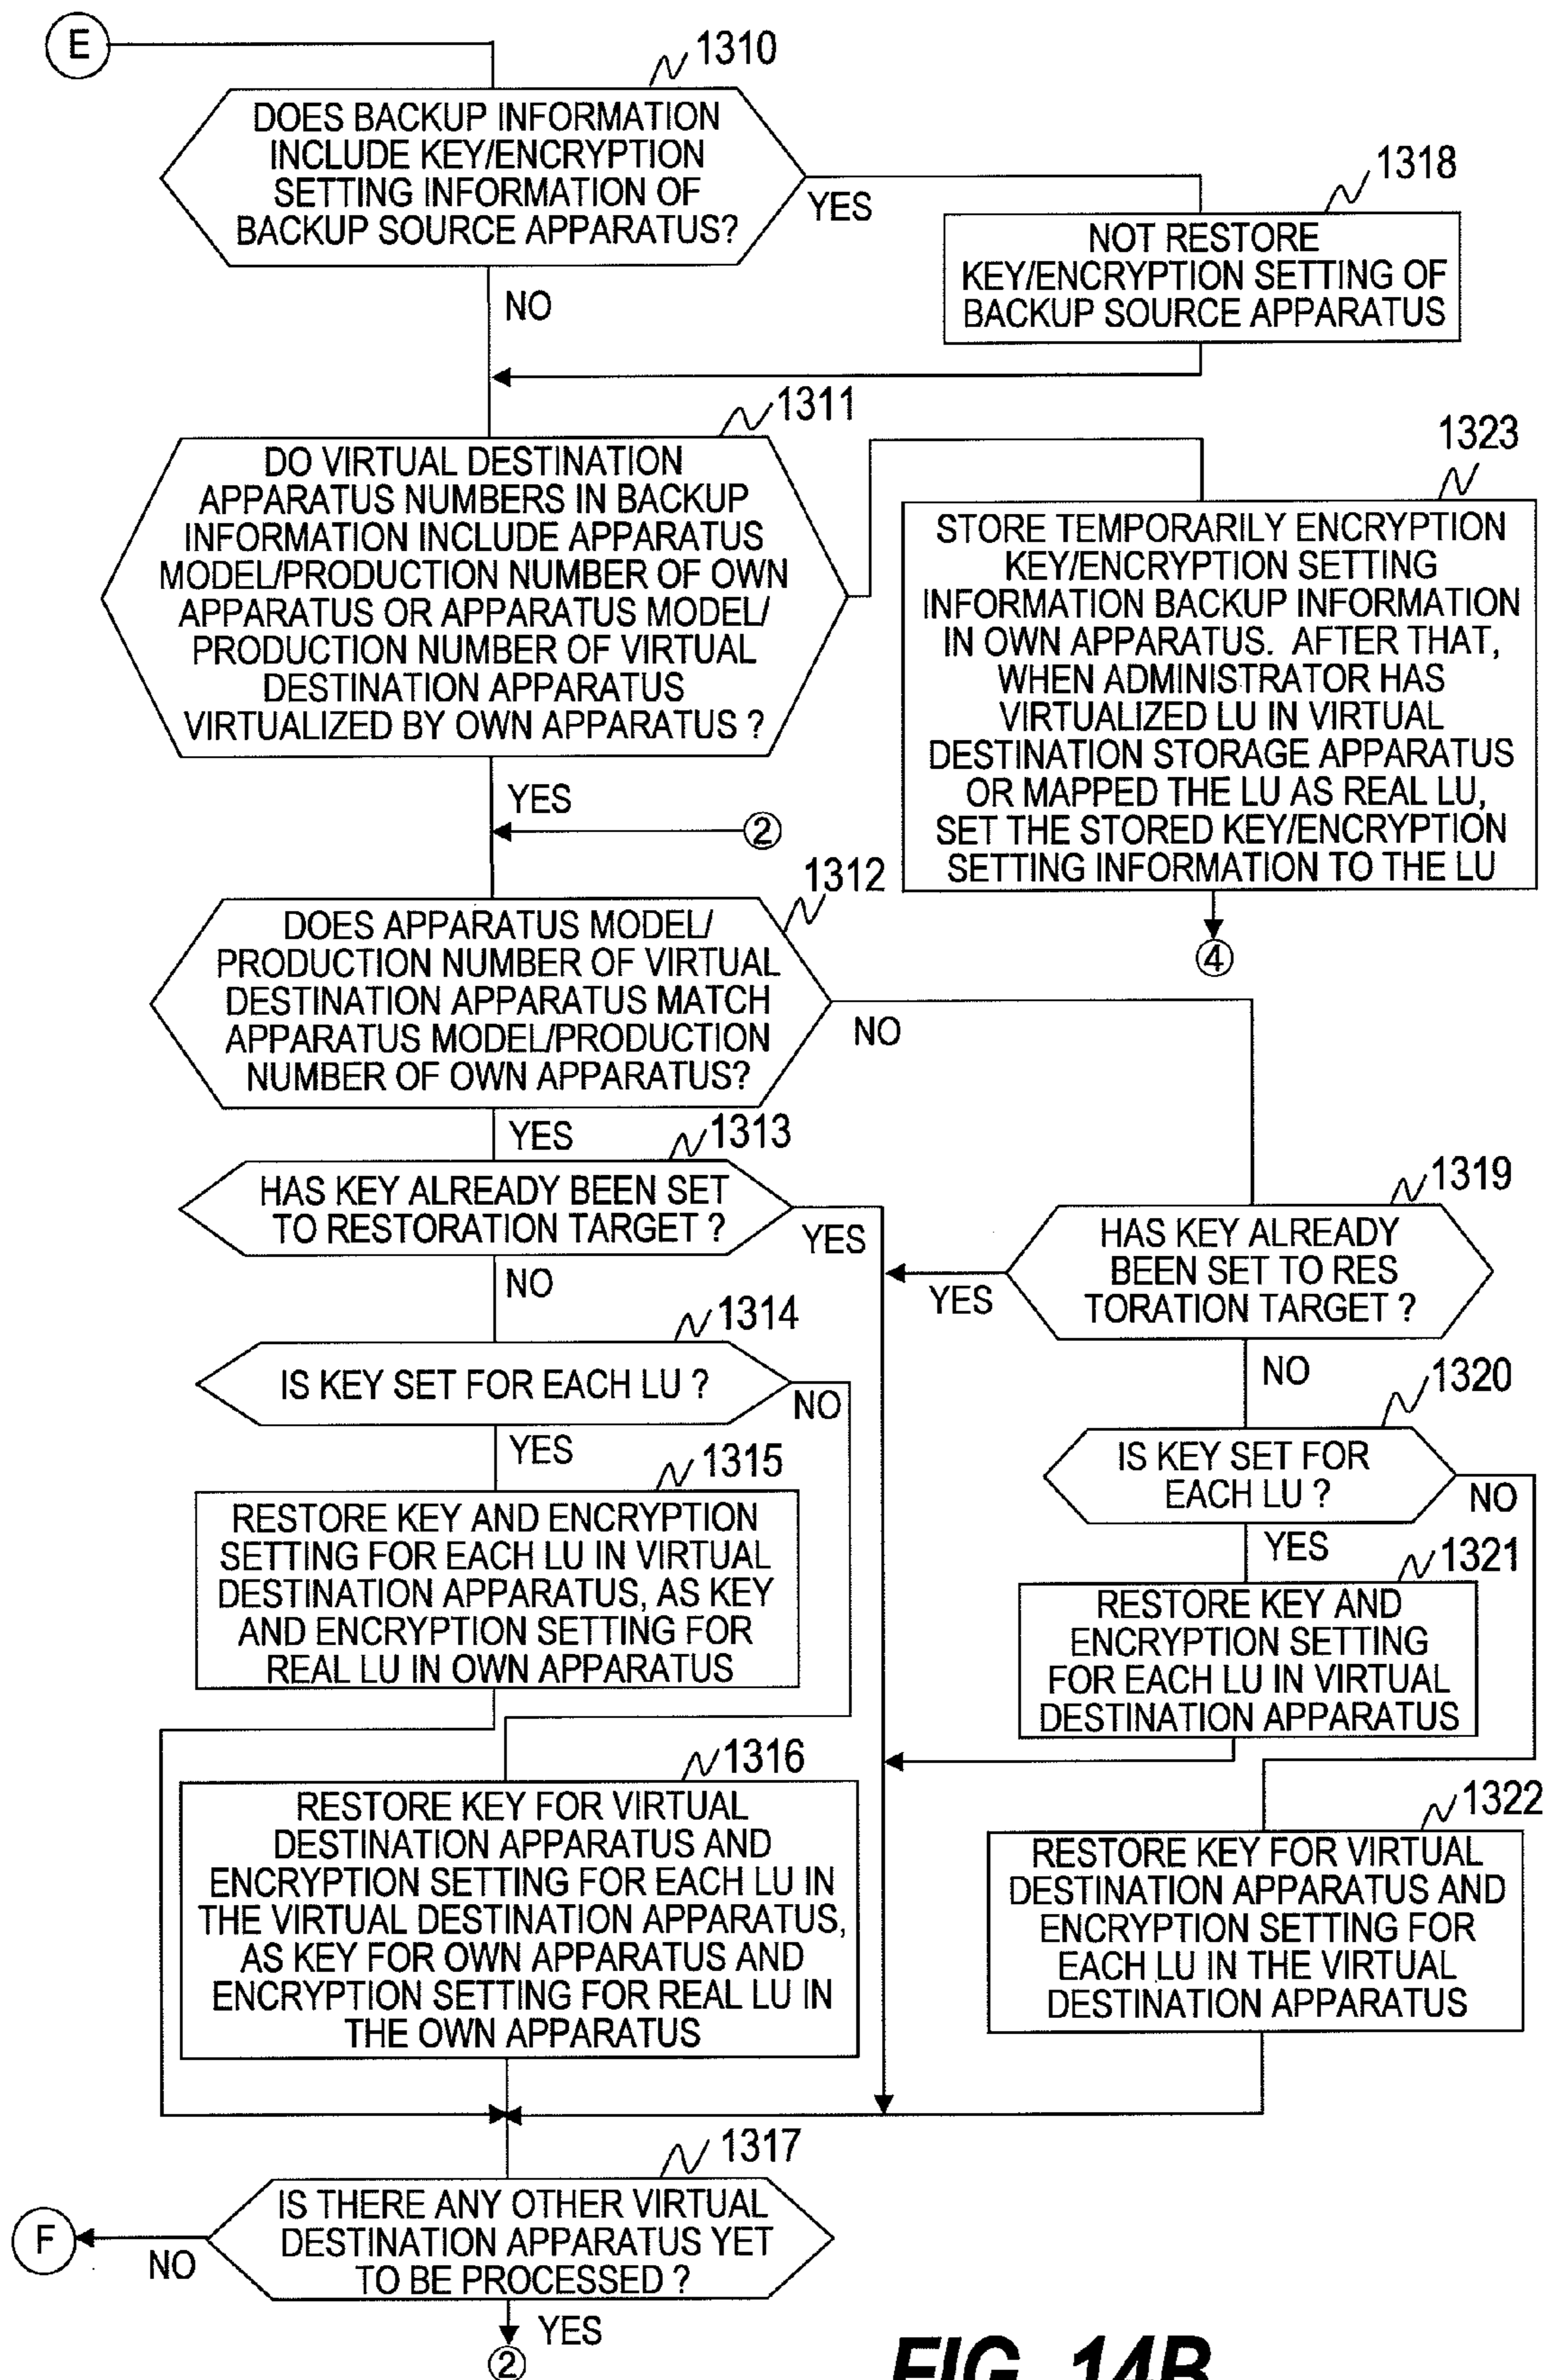 E
1310
DOES BACKUP INFORMATION
INCLUDE KEY/ENCRYPTION
SETTING INFORMATION OF
BACKUP SOURCE APPARATUS?
YES
NO
1318
NOT RESTORE
KEY/ENCRYPTION SETTING OF
BACKUP SOURCE APPARATUS
1311
DO VIRTUAL DESTINATION
APPARATUS NUMBERS IN BACKUP
INFORMATION INCLUDE APPARATUS
MODEL/PRODUCTION NUMBER OF OWN
APPARATUS OR APPARATUS MODEL/
PRODUCTION NUMBER OF VIRTUAL
DESTINATION APPARATUS
VIRTUALIZED BY OWN APPARATUS ?
YES
②
1323
STORE TEMPORARILY ENCRYPTION
KEY/ENCRYPTION SETTING
INFORMATION BACKUP INFORMATION
IN OWN APPARATUS. AFTER THAT,
WHEN ADMINISTRATOR HAS
VIRTUALIZED LU IN VIRTUAL
DESTINATION STORAGE APPARATUS
OR MAPPED THE LU AS REAL LU,
SET THE STORED KEY/ENCRYPTION
SETTING INFORMATION TO THE LU
④
1312
DOES APPARATUS MODEL/
PRODUCTION NUMBER OF VIRTUAL
DESTINATION APPARATUS MATCH
APPARATUS MODEL/PRODUCTION
NUMBER OF OWN APPARATUS?
NO
YES
1313
HAS KEY ALREADY BEEN SET
TO RESTORATION TARGET ?
YES
NO
1319
HAS KEY ALREADY
BEEN SET TO RES
TORATION TARGET ?
YES
NO
1314
IS KEY SET FOR EACH LU ?
NO
YES
1320
IS KEY SET FOR
EACH LU ?
NO
YES
1315
RESTORE KEY AND ENCRYPTION
SETTING FOR EACH LU IN VIRTUAL
DESTINATION APPARATUS, AS KEY
AND ENCRYPTION SETTING FOR
REAL LU IN OWN APPARATUS
1321
RESTORE KEY AND
ENCRYPTION SETTING
FOR EACH LU IN VIRTUAL
DESTINATION APPARATUS
1316
RESTORE KEY FOR VIRTUAL
DESTINATION APPARATUS AND
ENCRYPTION SETTING FOR EACH LU IN
THE VIRTUAL DESTINATION APPARATUS,
AS KEY FOR OWN APPARATUS AND
ENCRYPTION SETTING FOR REAL LU IN
THE OWN APPARATUS
1322
RESTORE KEY FOR VIRTUAL
DESTINATION APPARATUS AND
ENCRYPTION SETTING FOR
EACH LU IN THE VIRTUAL
DESTINATION APPARATUS
1317
IS THERE ANY OTHER VIRTUAL
DESTINATION APPARATUS YET
TO BE PROCESSED ?
F
NO
YES
②
FIG. 14B